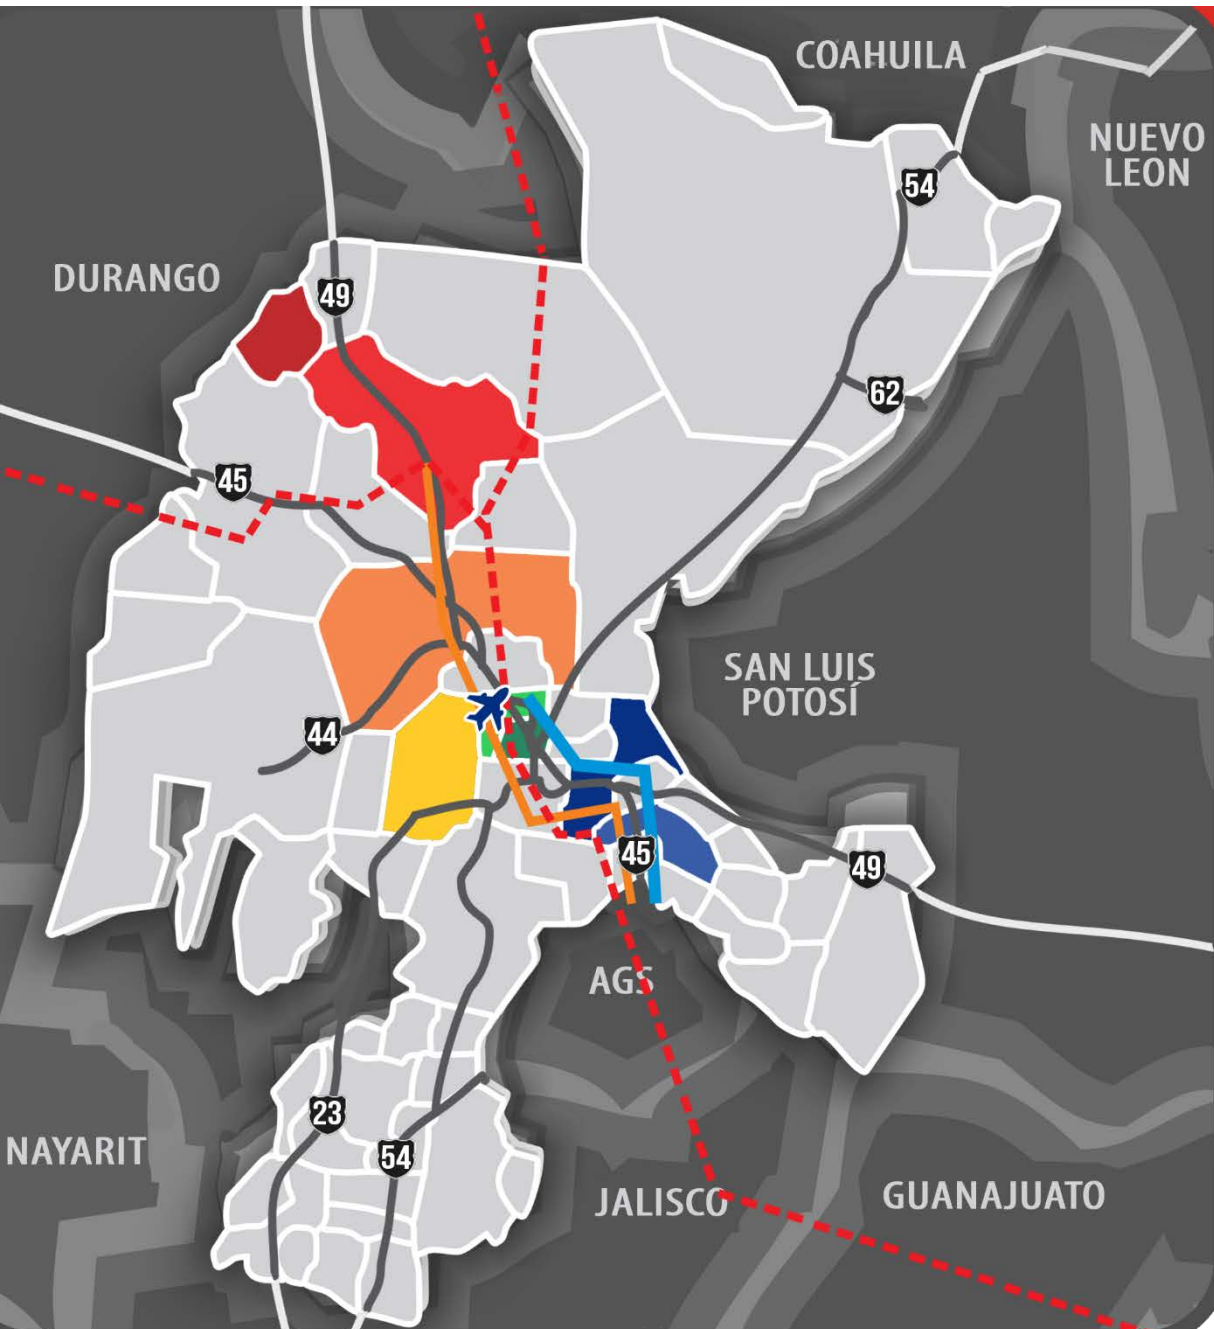 COAHUILA
NUEVO
LEON
54
DURANGO
49
62
45
SAN LUIS
POTOSÍ
44
45
49
AGS
23
NAYARIT
54
JALISCO
GUANAJUATO